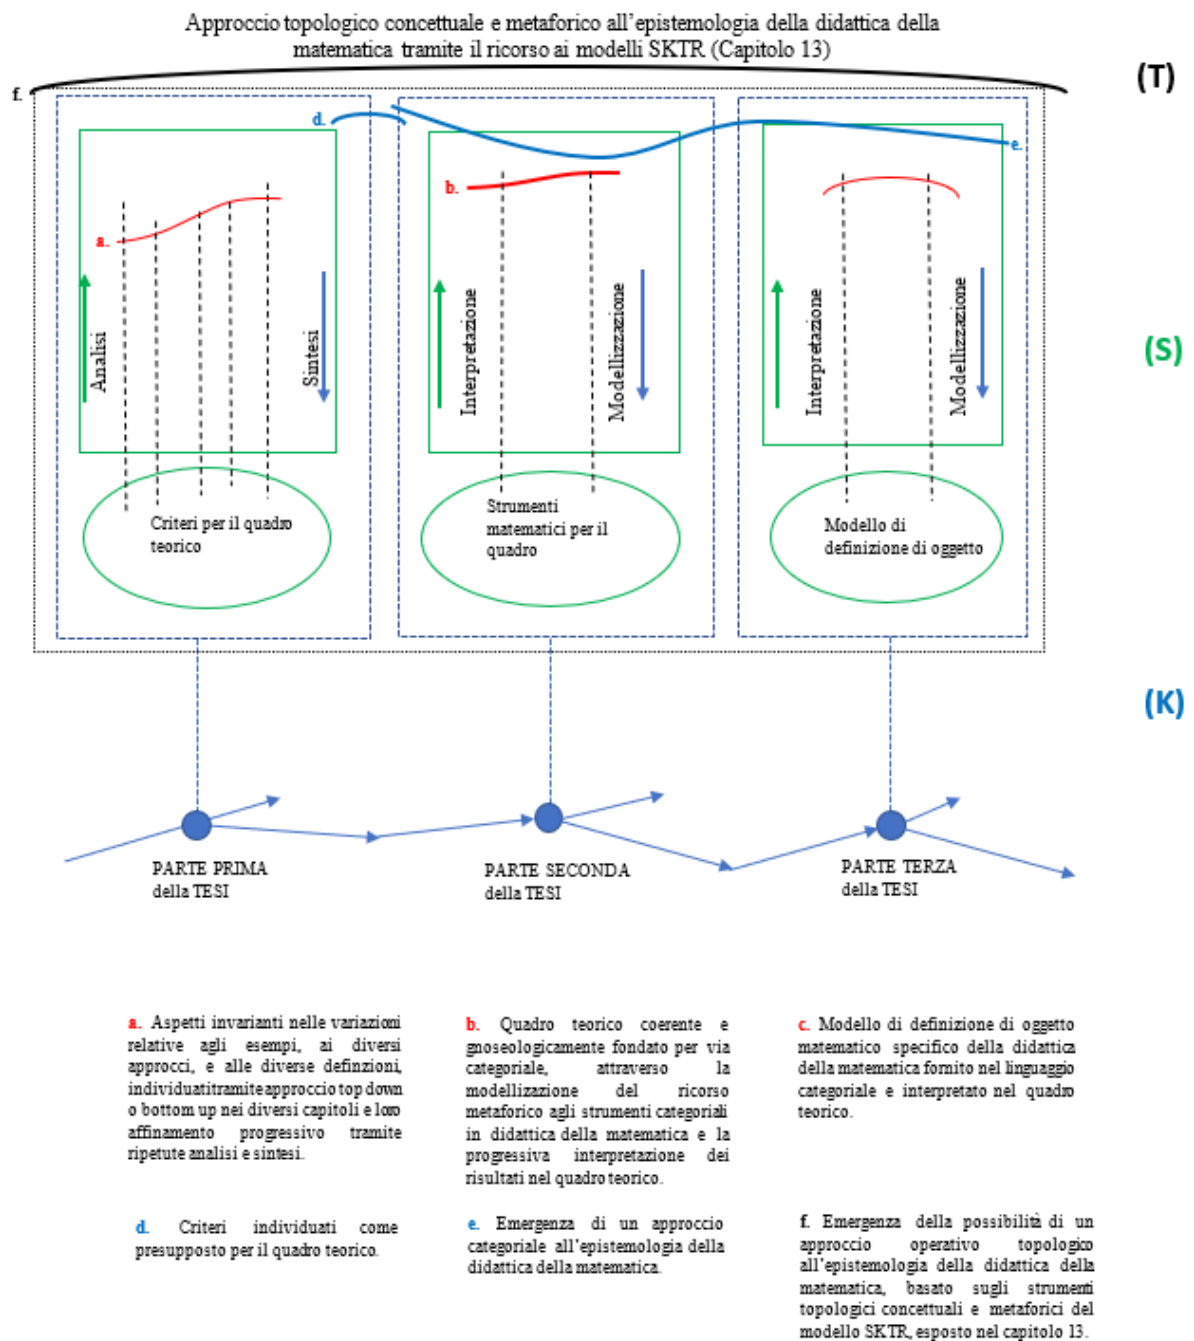 Approccio topologico concettuale e metaforico all'epistemologia della didattica della
matematica tramite il ricorso ai modelli SKTR (Capitolo 13)
(T)
f.
d.
e.
b.
a.
(S)
Analisi
Sintesi
Interpretazione
Modellizzazione
Interpretazione
Modellizzazione
Criteri per il quadro
teorico
Strumenti
matematici per il
quadro
Modello di
definizione di oggetto
(K)
PARTE PRIMA
della TESI
PARTE SECONDA
della TESI
PARTE TERZA
della TESI
a. Aspetti invarianti nelle variazioni
relative agli esempi, ai diversi
approcci, e alle diverse definzioni,
individuati tramite approccio top down
o bottom up nei diversi capitoli e loro
affinamento progressivo tramite
ripetute analisi e sintesi.
b. Quadro teorico coerente e
gnoseologicamente fondato per via
categoriale, attraverso la
modellizzazione del ricorso
metaforico agli strumenti categoriali
in didattica della matematica e la
progressiva interpretazione dei
risultati nel quadro teorico.
c. Modello di definizione di oggetto
matematico specifico della didattica
della matematica fornito nel linguaggio
categoriale e interpretato nel quadro
teorico.
d. Criteri individuati come
presupposto per il quadro teorico.
e. Emergenza di un approccio
categoriale all'epistemologia della
didattica della matematica.
f. Emergenza della possibilità di un
approccio operativo topologico
all'epistemologia della didattica della
matematica, basato sugli strumenti
topologici concettuali e metaforici del
modello SKTR, esposto nel capitolo 13.